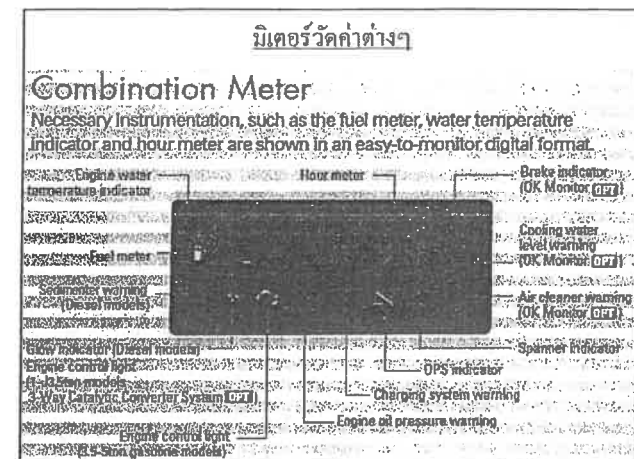 มิเตอร์วัดค่าต่างๆ
Combination Meter
Necessary Instrumentation, such as the fuel meter, water temperature
indicator and hour meter are shown in an easy-to-monitor digital format.
Engine water
temperature indicator
Hour meter
Brake indicator
(OK Monitor OPT)
Fuel meter
Cooling water
level warning
(OK Monitor OPT)
Sedimenter warning
(Diesel models)
Air cleaner warning
(OK Monitor OPT)
Glow indicator (Diesel models)
Spanner indicator
Engine control light
3-Way Catalytic Converter System OPT)
OPS indicator
Charging system warning
Engine oil pressure warning
Engine control light
(3.5-ston gasoline models)